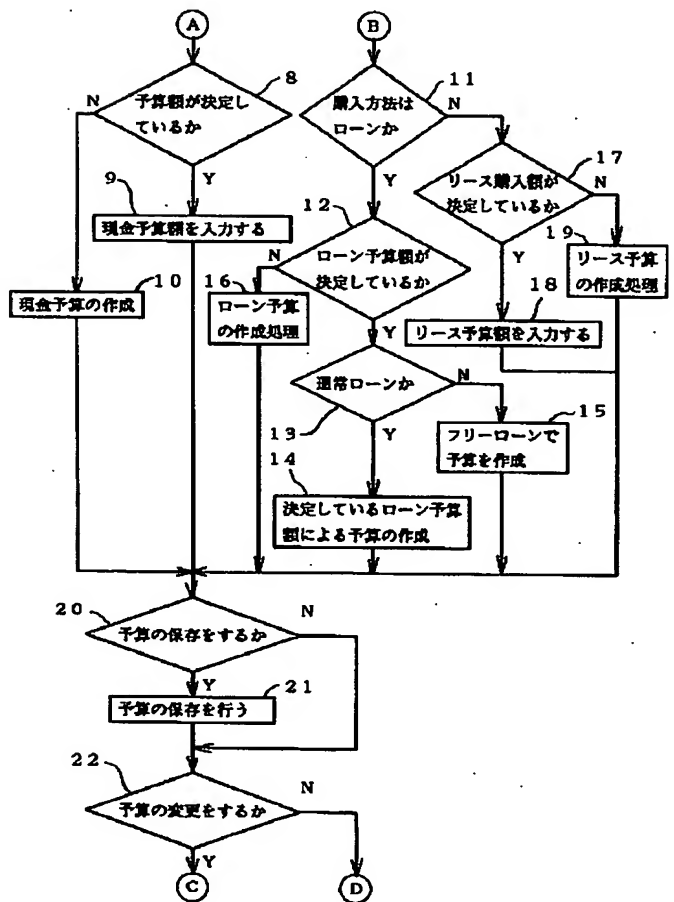 A
B
8
予算額が決定し
ているか
N
Y
11
購入方法は
ローンか
N
Y
9
現金予算額を入力する
10
現金予算の作成
17
リース購入額が
決定しているか
N
Y
12
ローン予算額が
決定しているか
N
Y
16
ローン予算
の作成処理
19
リース予算
の作成処理
18
リース予算額を入力する
通常ローンか
N
13
Y
15
フリーローンで
予算を作成
14
決定しているローン予算
額による予算の作成
20
予算の保存をするか
N
Y
21
予算の保存を行う
22
予算の変更をするか
N
Y
C
D